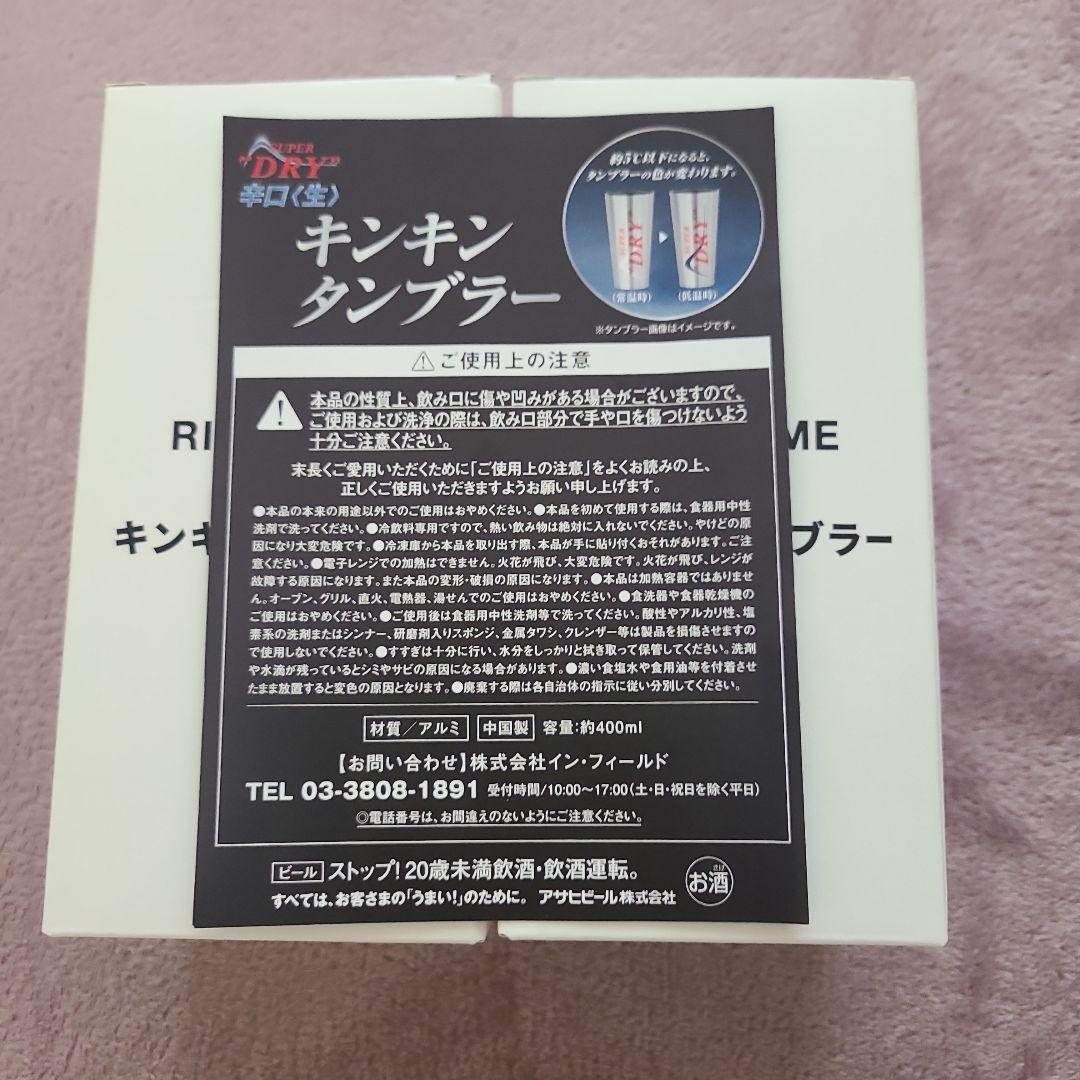 SUPER
"DRY"
辛口〈生〉
キンキン
タンブラー
約5℃以下になると、
タンブラーの色が変わります。
SUPER
"DRY"
SUPER
"DRY"
(常温時)
(低温時)
※タンブラー画像はイメージです。
⚠ご使用上の注意
本品の性質上、飲み口に傷や凹みがある場合がございますので、
ご使用および洗浄の際は、飲み口部分で手や口を傷つけないよう
十分ご注意ください。
末長くご愛用いただくために「ご使用上の注意」をよくお読みの上、
正しくご使用いただきますようお願い申し上げます。
●本品の本来の用途以外でのご使用はおやめください。●本品を初めて使用する際は、食器用中性
洗剤で洗ってください。●冷飲料専用ですので、熱い飲み物は絶対に入れないでください。やけどの原
因になり大変危険です。●冷凍庫から本品を取り出す際、本品が手に貼り付くおそれがあります。ご注
意ください。●電子レンジでの加熱はできません。火花が飛び、大変危険です。火花が飛び、レンジが
故障する原因になります。また本品の変形・破損の原因になります。●本品は加熱容器ではありませ
ん。オーブン、グリル、直火、電熱器、湯せんでのご使用はおやめください。●食洗器や食器乾燥機の
ご使用はおやめください。●ご使用後は食器用中性洗剤等で洗ってください。酸性やアルカリ性、塩
素系の洗剤またはシンナー、研磨剤入りスポンジ、金属タワシ、クレンザー等は製品を損傷させますの
で使用しないでください。●すすぎは十分に行い、水分をしっかりと拭き取って保管してください。洗剤
や水滴が残っているとシミやサビの原因になる場合があります。●濃い食塩水や食用油等を付着させ
たまま放置すると変色の原因となります。●廃棄する際は各自治体の指示に従い分別してください。
材質／アルミ 中国製 容量：約400ml
【お問い合わせ】株式会社イン・フィールド
TEL 03-3808-1891 受付時間/10:00～17:00(土・日・祝日を除く平日)
◎電話番号は、お間違えのないようにご注意ください。
ビール ストップ！20歳未満飲酒・飲酒運転。
すべては、お客さまの「うまい！」のために。 アサヒビール株式会社
さけ
お酒
RI
キンキ
ME
ブラー